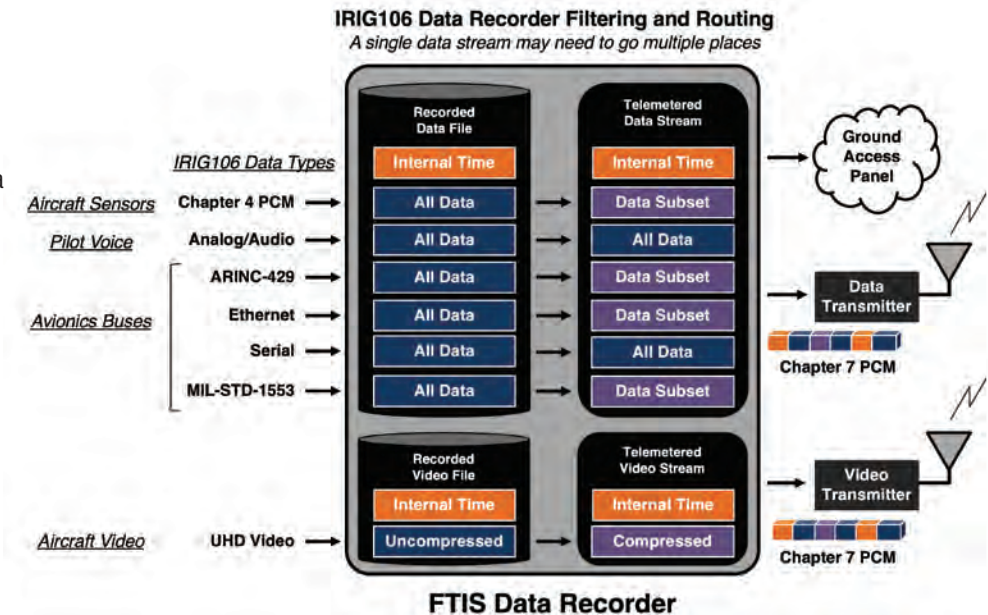 IRIG106 Data Recorder Filtering and Routing
A single data stream may need to go multiple places
Recorded
Data File
Telemetered
Data Stream
Ground
Access
Panel
IRIG106 Data Types
Internal Time
Internal Time
a
Aircraft Sensors
Chapter 4 PCM
All Data
Data Subset
Pilot Voice
Analog/Audio
All Data
All Data
Avionics Buses
ARINC-429
All Data
Data Subset
Ethernet
All Data
Data Subset
Serial
All Data
All Data
MIL-STD-1553
All Data
Data Subset
Data
Transmitter
Chapter 7 PCM
Recorded
Video File
Telemetered
Video Stream
Internal Time
Internal Time
Aircraft Video
UHD Video
Uncompressed
Compressed
Video
Transmitter
Chapter 7 PCM
FTIS Data Recorder